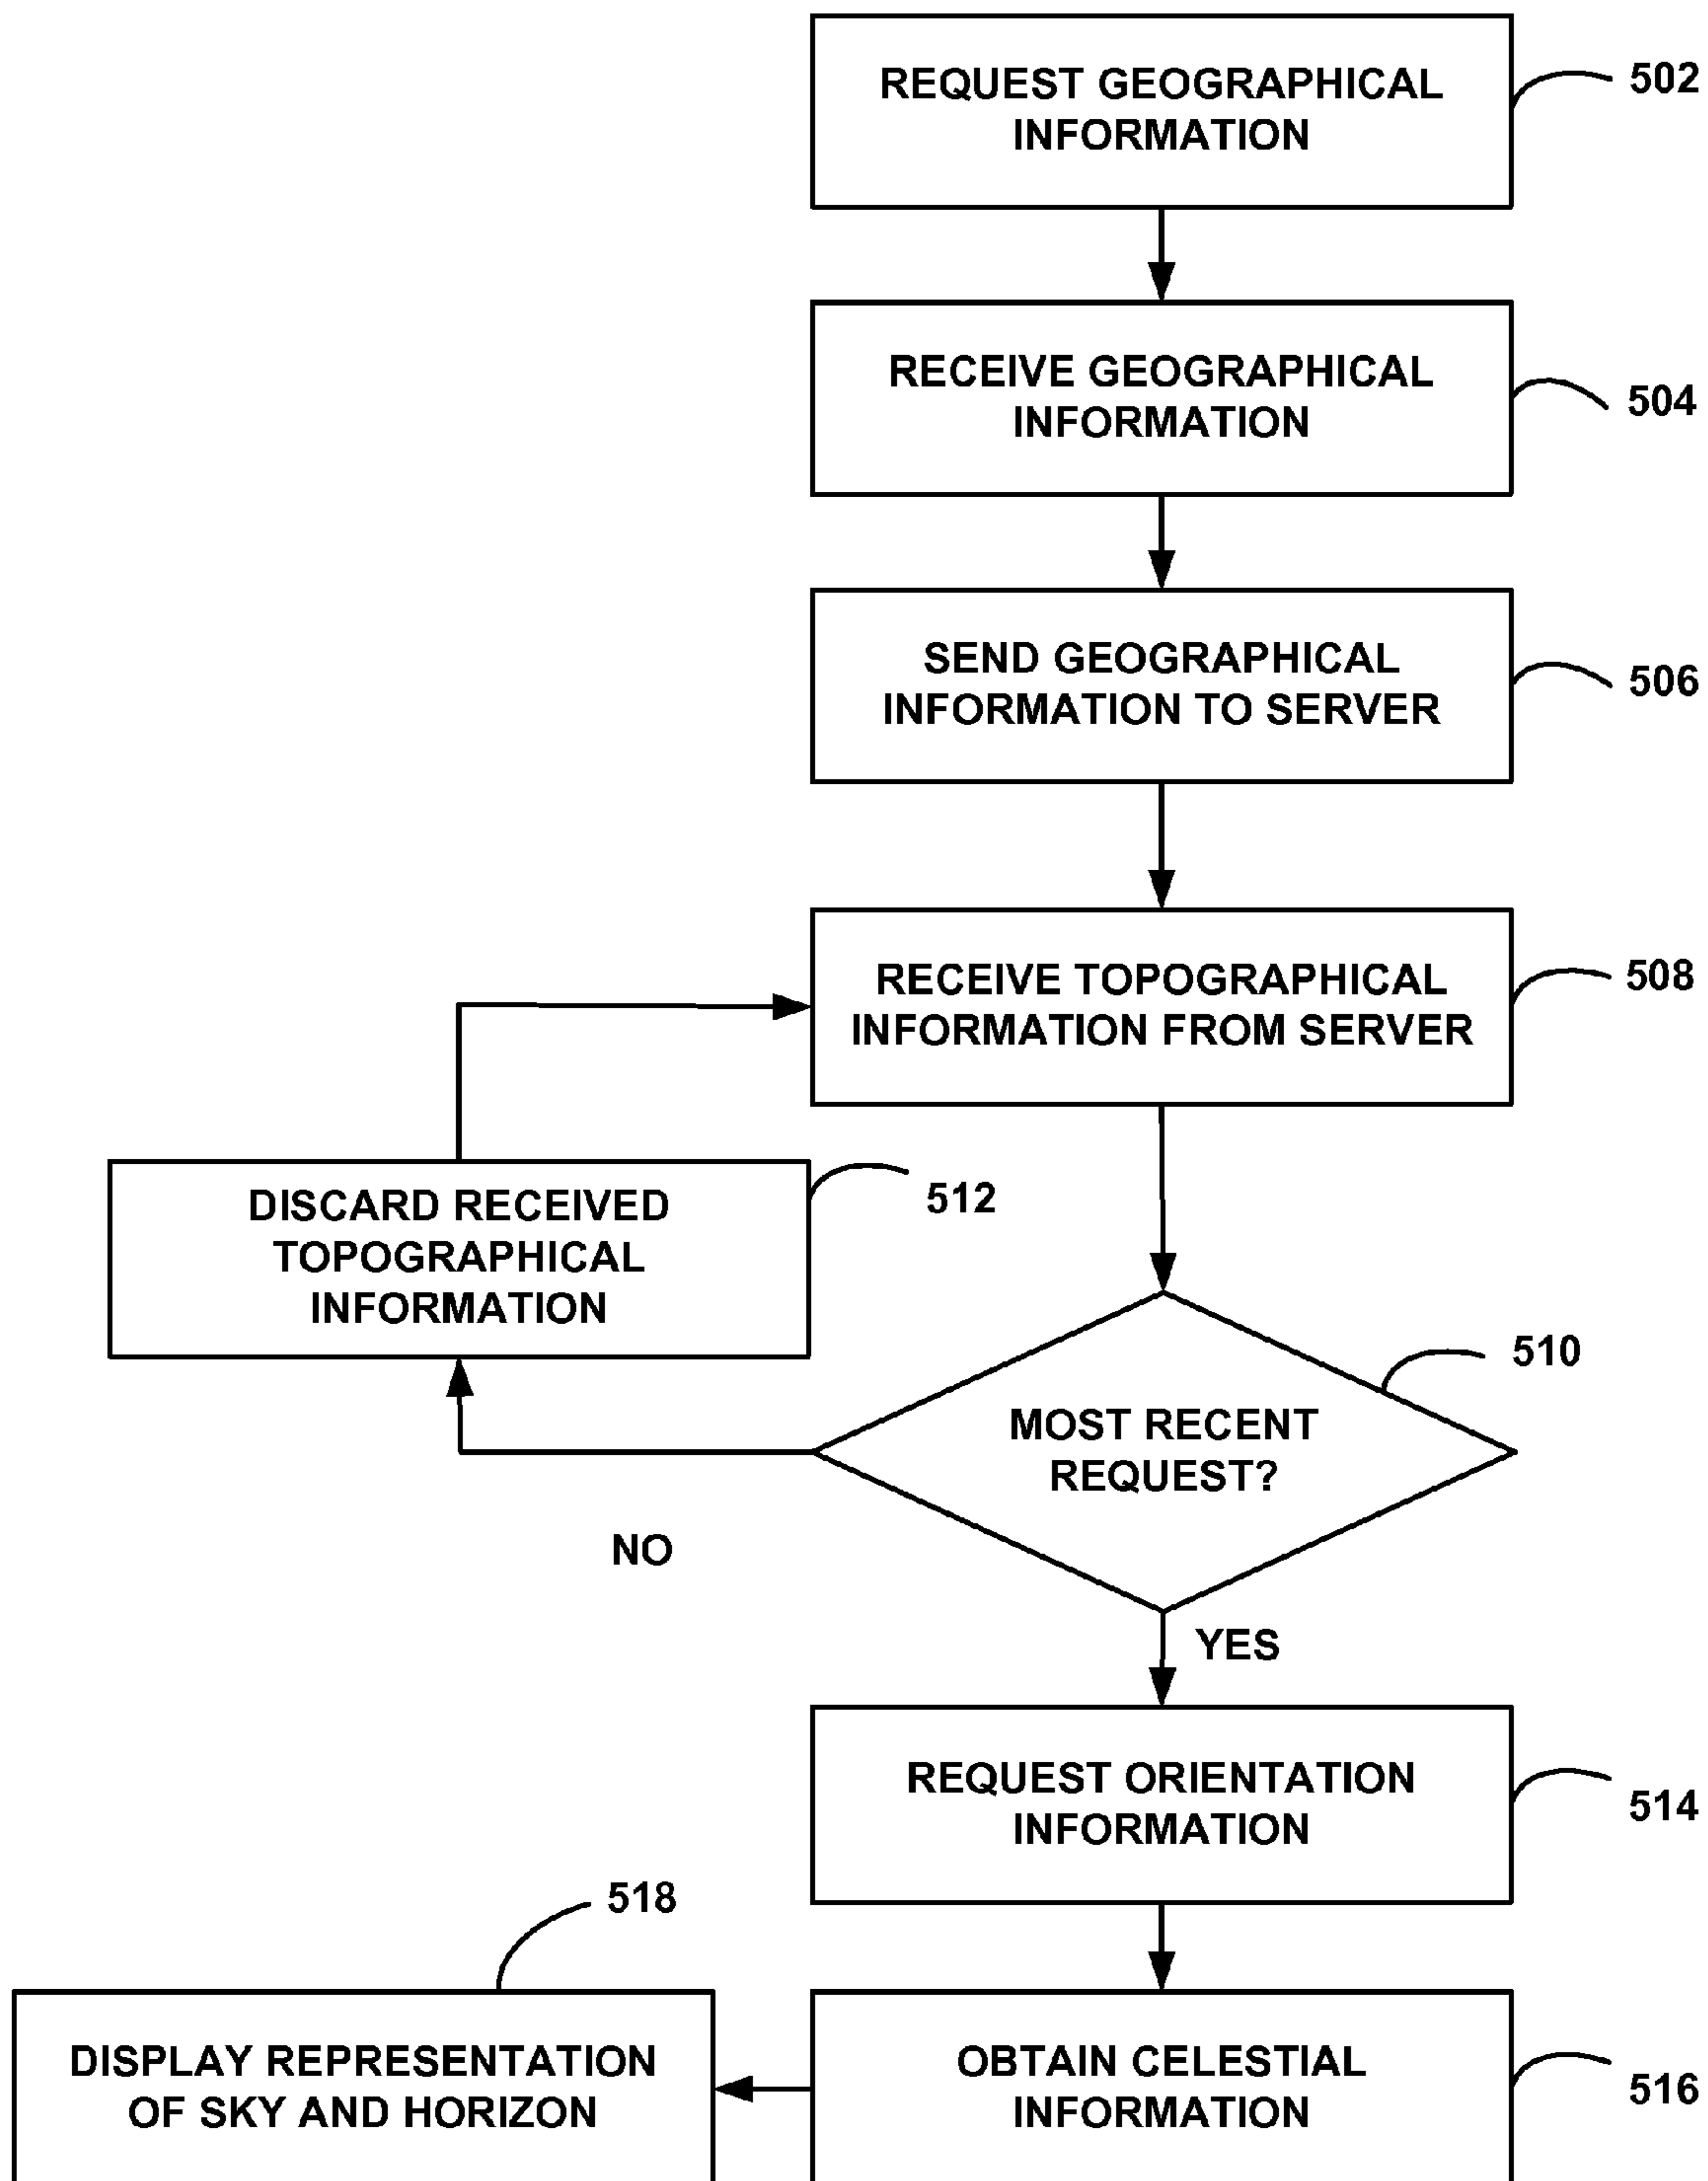 REQUEST GEOGRAPHICAL
INFORMATION
502
RECEIVE GEOGRAPHICAL
INFORMATION
504
SEND GEOGRAPHICAL
INFORMATION TO SERVER
506
RECEIVE TOPOGRAPHICAL
INFORMATION FROM SERVER
508
DISCARD RECEIVED
TOPOGRAPHICAL
INFORMATION
512
MOST RECENT
REQUEST?
510
NO
YES
REQUEST ORIENTATION
INFORMATION
514
518
DISPLAY REPRESENTATION
OF SKY AND HORIZON
OBTAIN CELESTIAL
INFORMATION
516